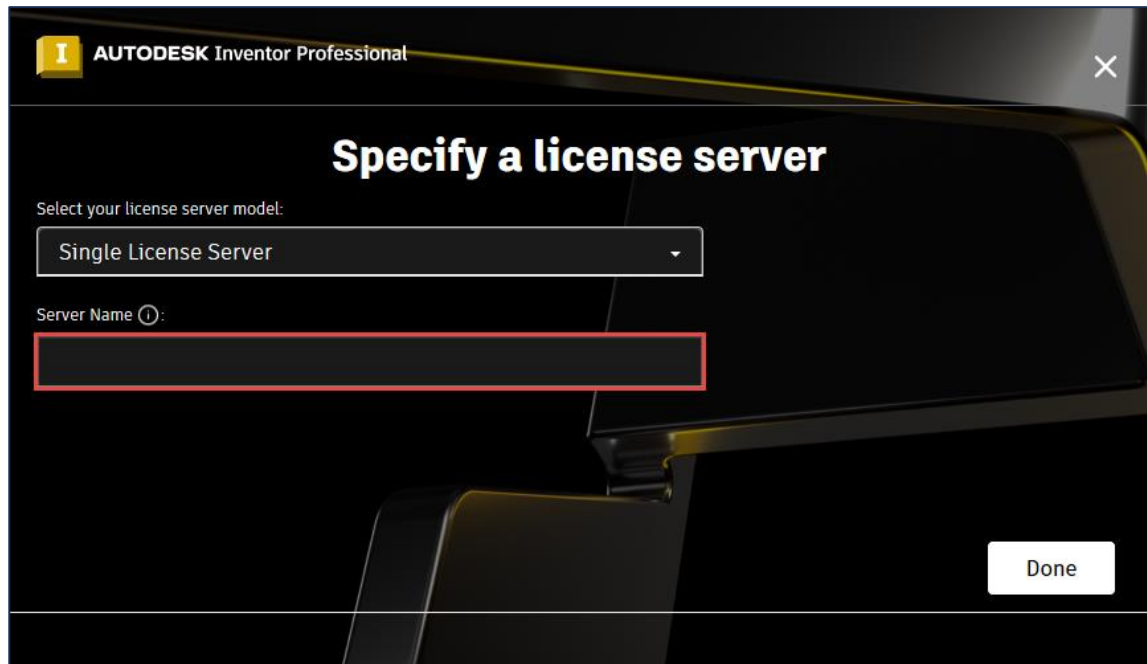 I AUTODESK Inventor Professional
Specify a license server
Select your license server model:
Single License Server
Server Name ⓘ:
Done